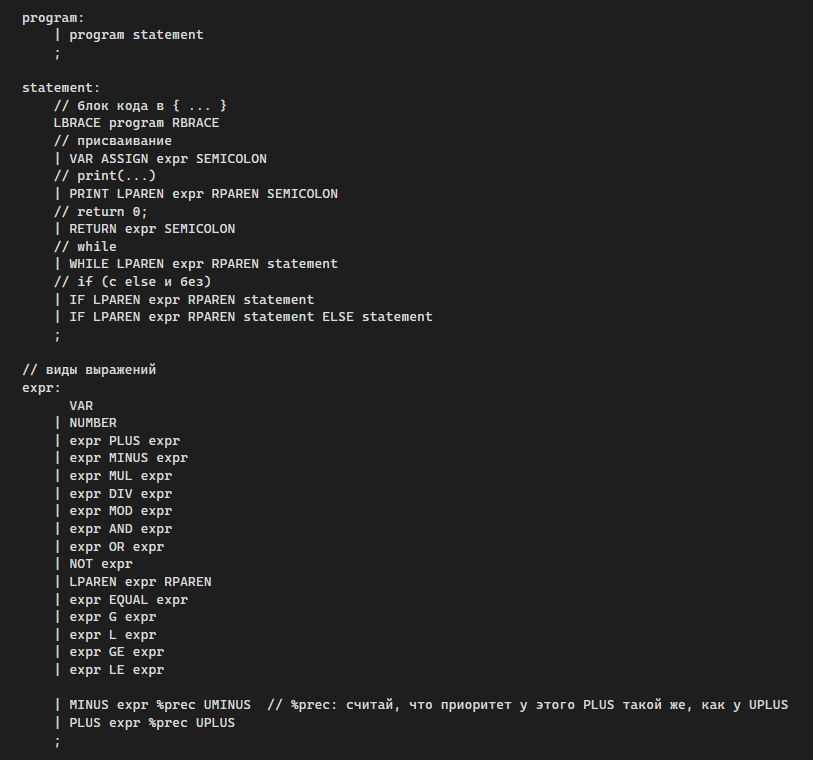 program:
    | program statement
    ;

statement:
    // блок кода в { ... }
    LBRACE program RBRACE
    // присваивание
    | VAR ASSIGN expr SEMICOLON
    // print(...)
    | PRINT LPAREN expr RPAREN SEMICOLON
    // return 0;
    | RETURN expr SEMICOLON
    // while
    | WHILE LPAREN expr RPAREN statement
    // if (с else и без)
    | IF LPAREN expr RPAREN statement
    | IF LPAREN expr RPAREN statement ELSE statement
    ;

// виды выражений
expr:
      VAR
    | NUMBER
    | expr PLUS expr
    | expr MINUS expr
    | expr MUL expr
    | expr DIV expr
    | expr MOD expr
    | expr AND expr
    | expr OR expr
    | NOT expr
    | LPAREN expr RPAREN
    | expr EQUAL expr
    | expr G expr
    | expr L expr
    | expr GE expr
    | expr LE expr

    | MINUS expr %prec UMINUS  // %prec: считай, что приоритет у этого PLUS такой же, как у UPLUS
    | PLUS expr %prec UPLUS
    ;